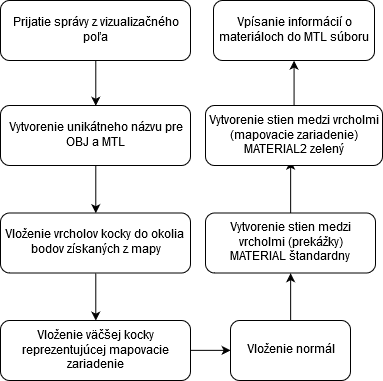 Prijatie správy z vizualizačného
poľa
Vytvorenie unikátneho názvu pre
OBJ a MTL
Vloženie vrcholov kocky do okolia
bodov získaných z mapy
Vloženie väčšej kocky
reprezentujúcej mapovacie
zariadenie
Vloženie normál
Vytvorenie stien medzi
vrcholmi (prekážky)
MATERIAL štandardny
Vytvorenie stien medzi vrcholmi
(mapovacie zariadenie)
MATERIAL2 zelený
Vpísanie informácií o
materiáloch do MTL súboru